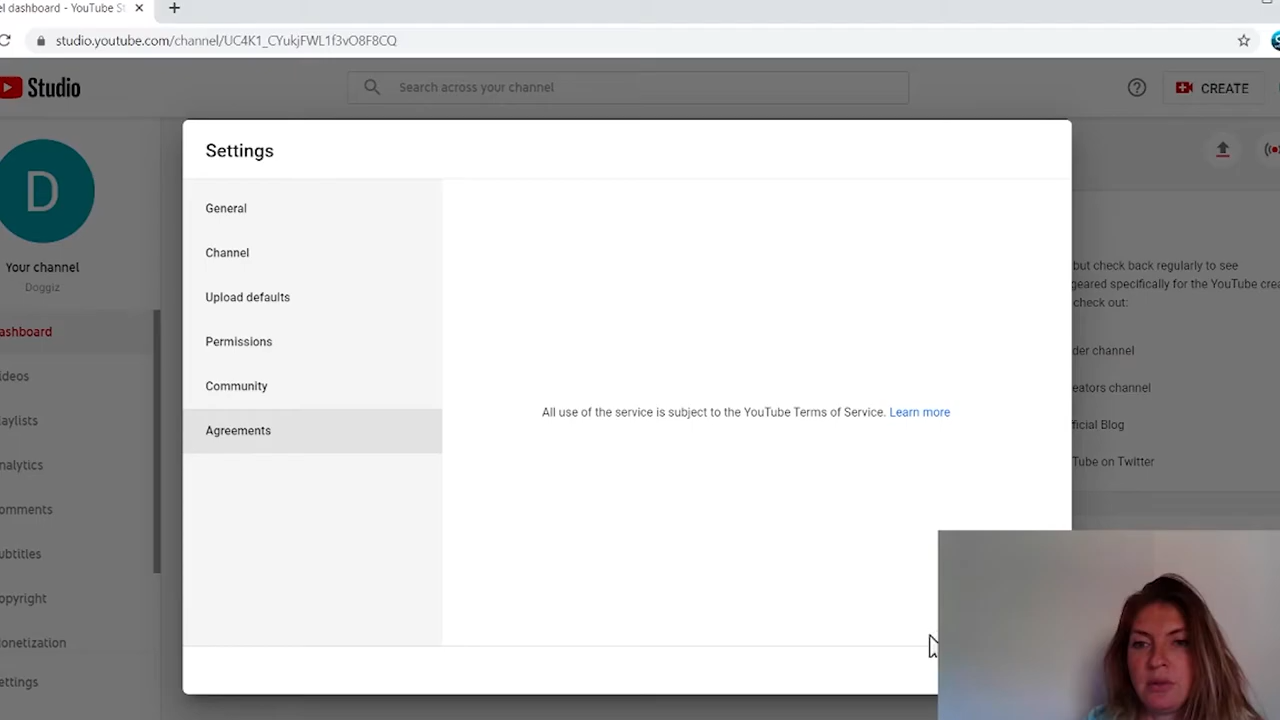 el dashboard - YouTube St
studio.youtube.com/channel/UC4K1_CYukjFWL1f3vO8F8CQ
Studio
Search across your channel
CREATE
D
Your channel
Doggiz
ashboard
ideos
aylists
nalytics
omments
ubtitles
opyright
onetization
ettings
Settings
General
Channel
Upload defaults
Permissions
Community
Agreements
All use of the service is subject to the YouTube Terms of Service. Learn more
but check back regularly to see
geared specifically for the YouTube crea
check out:
der channel
eators channel
ficial Blog
Tube on Twitter